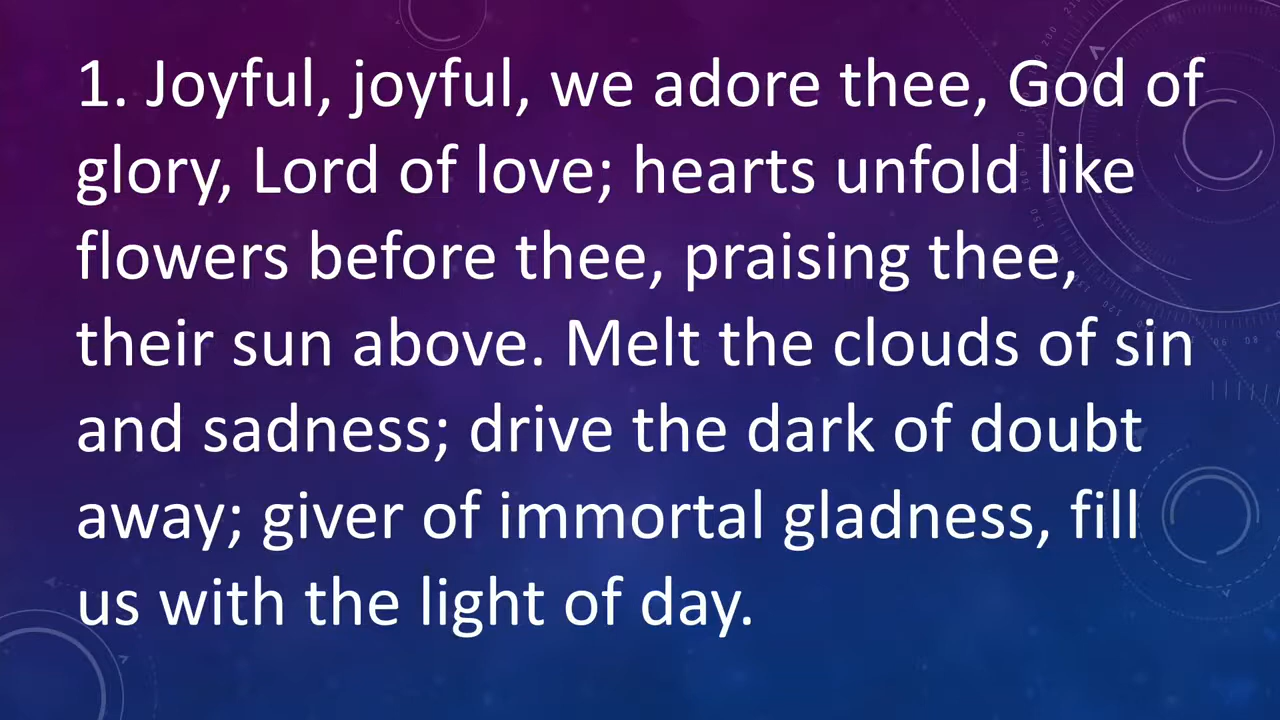 1. Joyful, joyful, we adore thee, God of
glory, Lord of love; hearts unfold like
flowers before thee, praising thee,
their sun above. Melt the clouds of sin
and sadness; drive the dark of doubt
away; giver of immortal gladness, fill
us with the light of day.